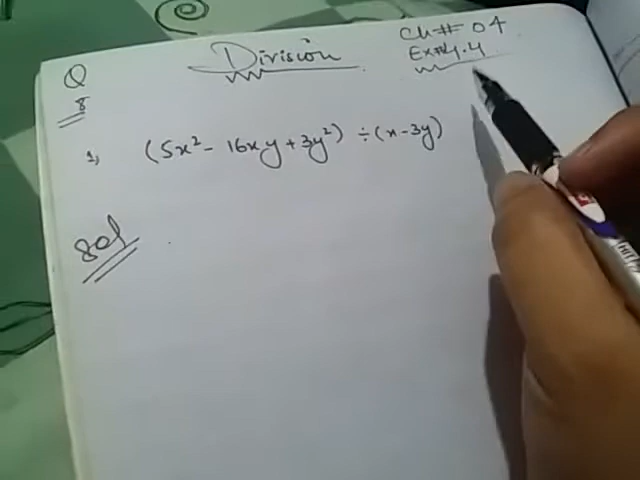 Ch# 04
Division
Ex#4.4
Q
8
1, (5x² - 16xy + 3y²) ÷ (x - 3y)
Sol